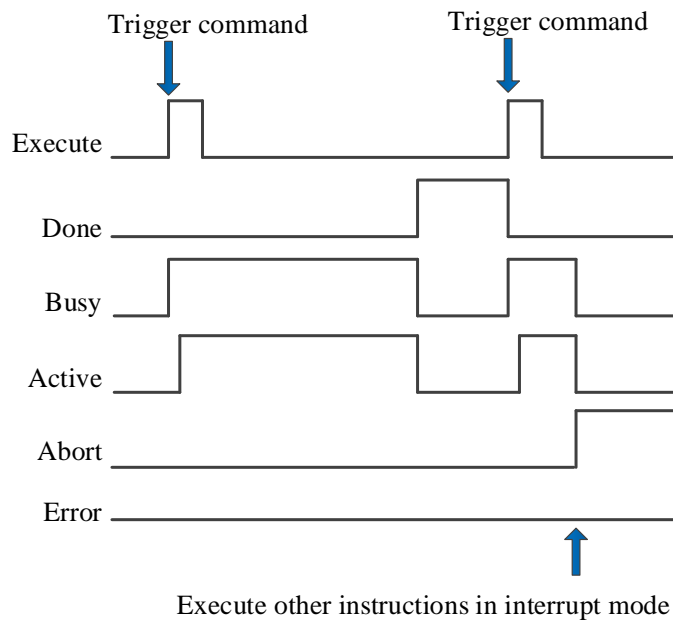 Trigger command Trigger command
Execute
Done
Busy
Active
Abort
Error
Execute other instructions in interrupt mode